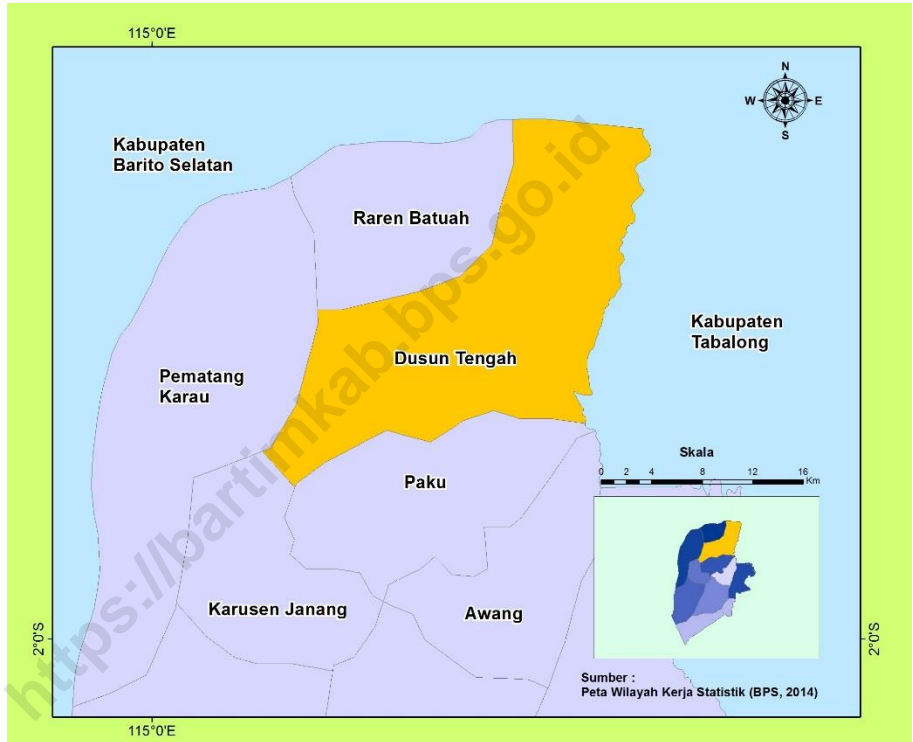 115°0'E
N
W
E
S
Kabupaten
Barito Selatan
Raren Batuah
Kabupaten
Tabalong
Dusun Tengah
Pematang
Karau
Skala
0 2 4 8 12 16
Km
Paku
Karusen Janang
Awang
2°0'S
2°0'S
Sumber :
Peta Wilayah Kerja Statistik (BPS, 2014)
115°0'E
https://bartimkab.bps.go.id